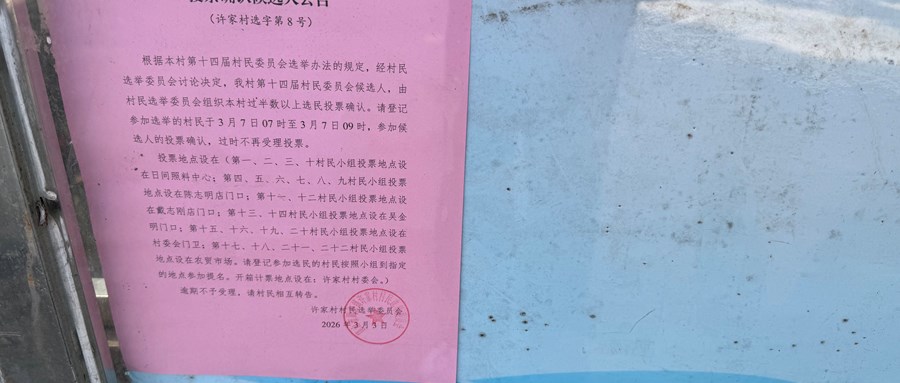 投票确认候选人公告
（许家村选字第8号）
根据本村第十四届村民委员会选举办法的规定，经村民
选举委员会讨论决定，我村第十四届村民委员会候选人，由
村民选举委员会组织本村过半数以上选民投票确认。请登记
参加选举的村民于3月7日07时至3月7日09时，参加候
选人的投票确认，过时不再受理投票。
投票地点设在（第一、二、三、十村民小组投票地点设
在日间照料中心；第四、五、六、七、八、九村民小组投票
地点设在陈志明店门口；第十一、十二村民小组投票地点设
在戴志刚店门口；第十三、十四村民小组投票地点设在吴金
明门口；第十五、十六、十九、二十村民小组投票地点设在
村委会门卫；第十七、十八、二十一、二十二村民小组投票
地点设在农贸市场。请登记参加选民的村民按照小组到指定
的地点参加提名。开箱计票地点设在：许家村村委会。）
逾期不予受理，请村民相互转告。
许家村村民选举委员会
2026年3月3日